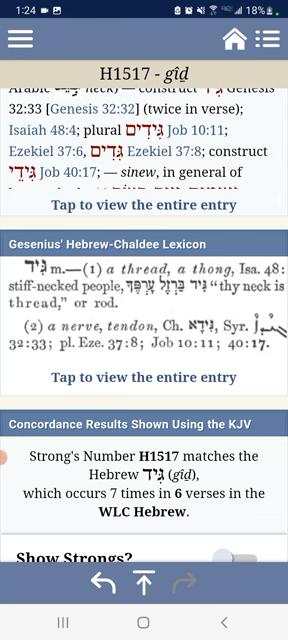 1:24
18%
H1517 - gîḏ
neck) — construct גִּיד Genesis
32:33 [Genesis 32:32] (twice in verse);
Isaiah 48:4; plural גִּידִים Job 10:11;
Ezekiel 37:6, גִּדִים Ezekiel 37:8; construct
גִּידֵי Job 40:17; — sinew, in general of
Tap to view the entire entry
Gesenius' Hebrew-Chaldee Lexicon
גִּיד m.—(1) a thread, a thong, Isa. 48:
stiff-necked people, גִּיד בַּרְזֶל עָרְפֶּךָ "thy neck is
thread," or rod.
(2) a nerve, tendon, Ch. גִּידָא, Syr.
32:33; pl. Eze. 37:8; Job 10:11; 40:17.
Tap to view the entire entry
Concordance Results Shown Using the KJV
Strong's Number H1517 matches the
Hebrew גִּיד (gîḏ),
which occurs 7 times in 6 verses in the
WLC Hebrew.
Show Strongs?